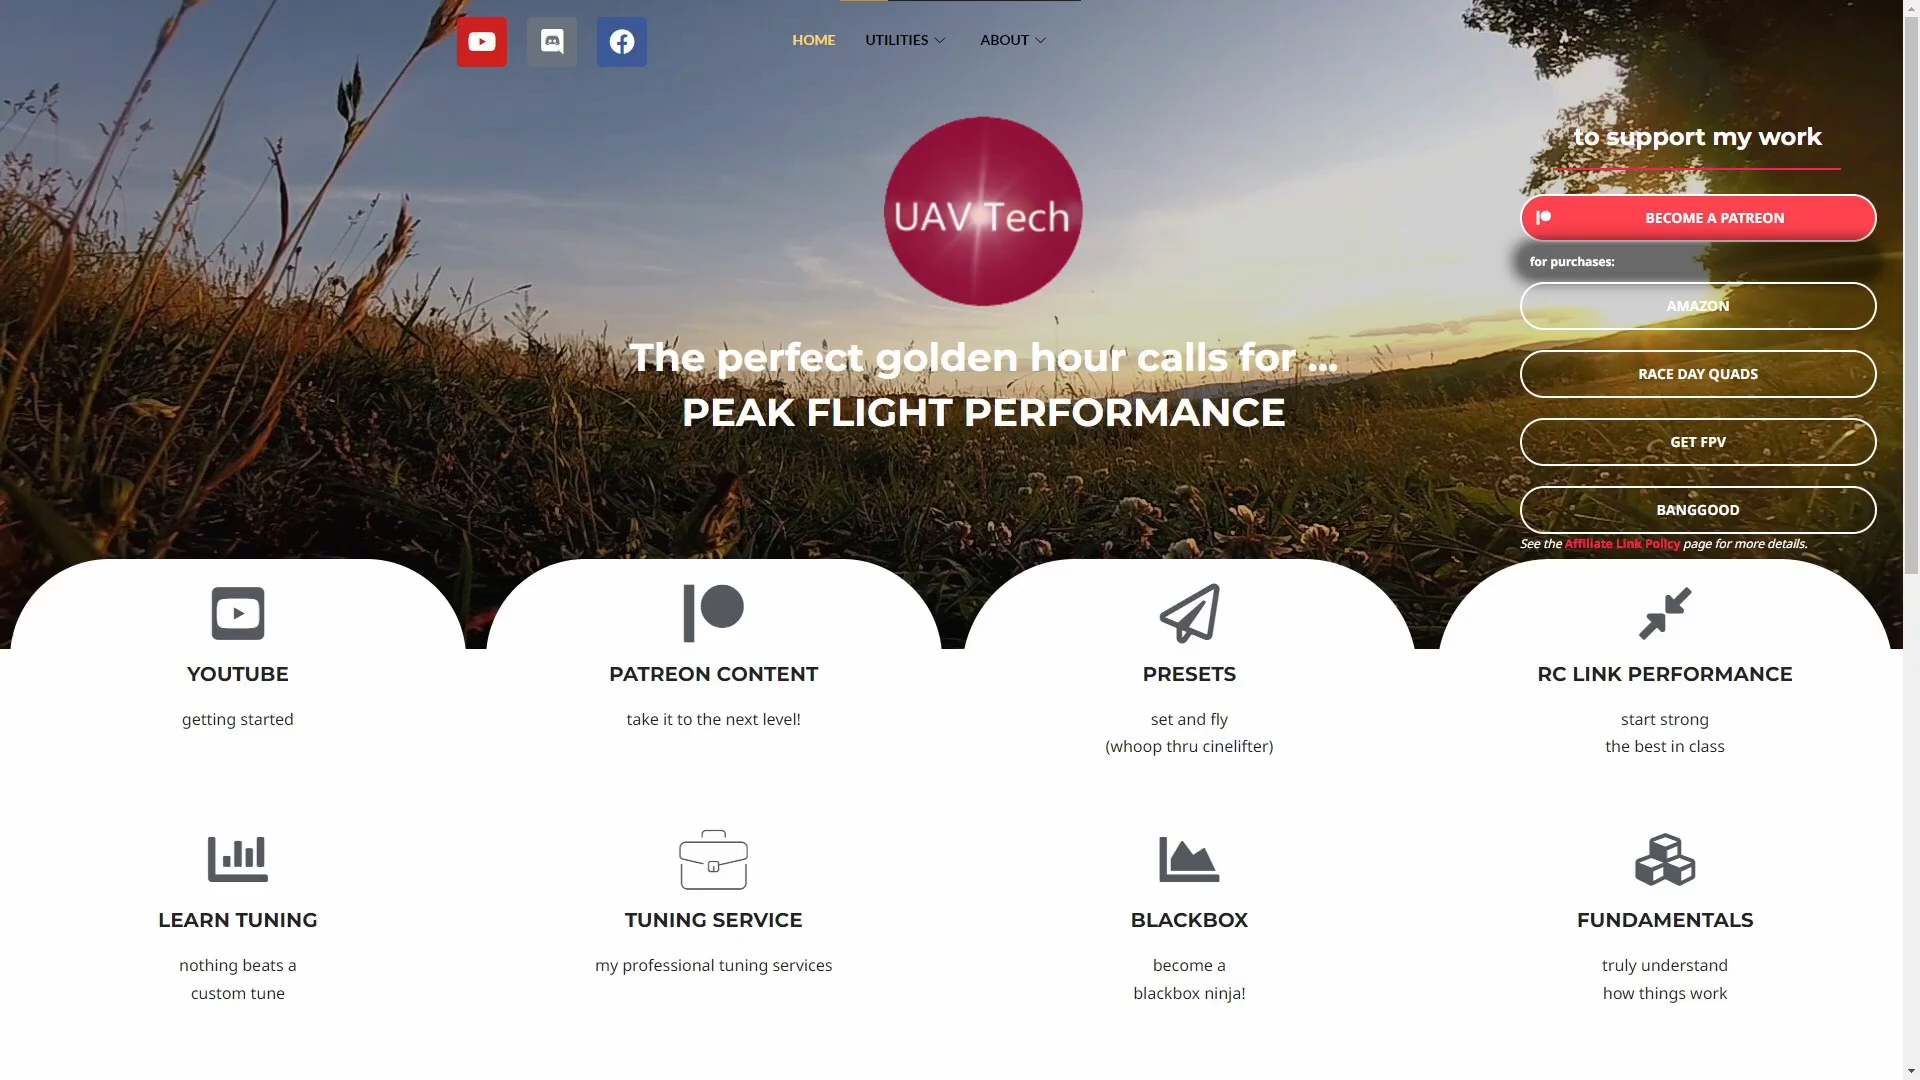 HOME
UTILITIES
ABOUT
to support my work
BECOME A PATREON
for purchases:
AMAZON
RACE DAY QUADS
GET FPV
BANGGOOD
See the Affiliate Link Policy page for more details.
UAV Tech
The perfect golden hour calls for ...
PEAK FLIGHT PERFORMANCE
YOUTUBE
getting started
PATREON CONTENT
take it to the next level!
PRESETS
set and fly
(whoop thru cinelifter)
RC LINK PERFORMANCE
start strong
the best in class
LEARN TUNING
nothing beats a
custom tune
TUNING SERVICE
my professional tuning services
BLACKBOX
become a
blackbox ninja!
FUNDAMENTALS
truly understand
how things work